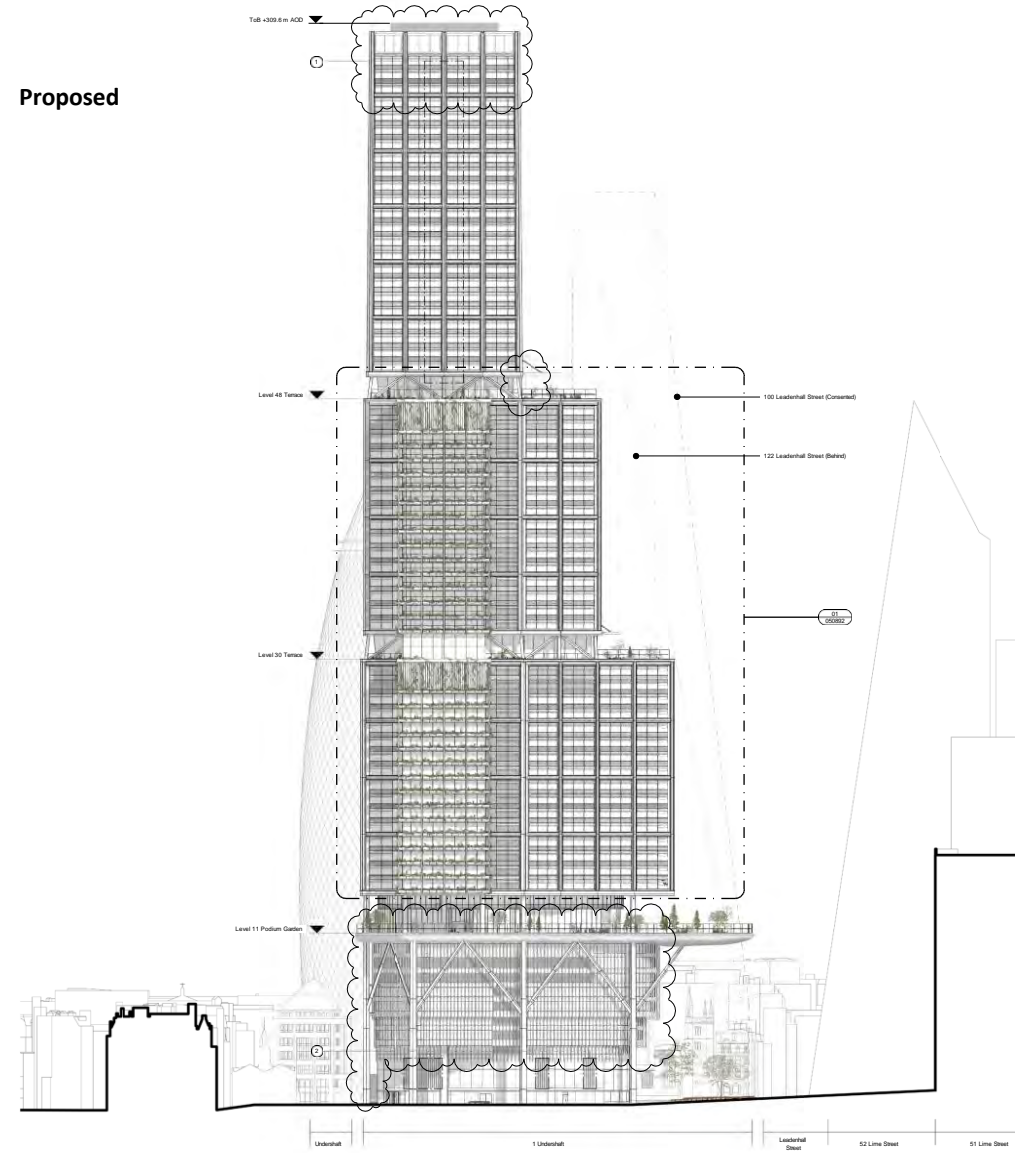 ToB +309.6 m AOD
1
Proposed
Level 48 Terrace
100 Leadenhall Street (Consented)
122 Leadenhall Street (Behind)
01
050892
Level 30 Terrace
Level 11 Podium Garden
2
Undershaft
1 Undershaft
Leadenhall
Street
52 Lime Street
51 Lime Street